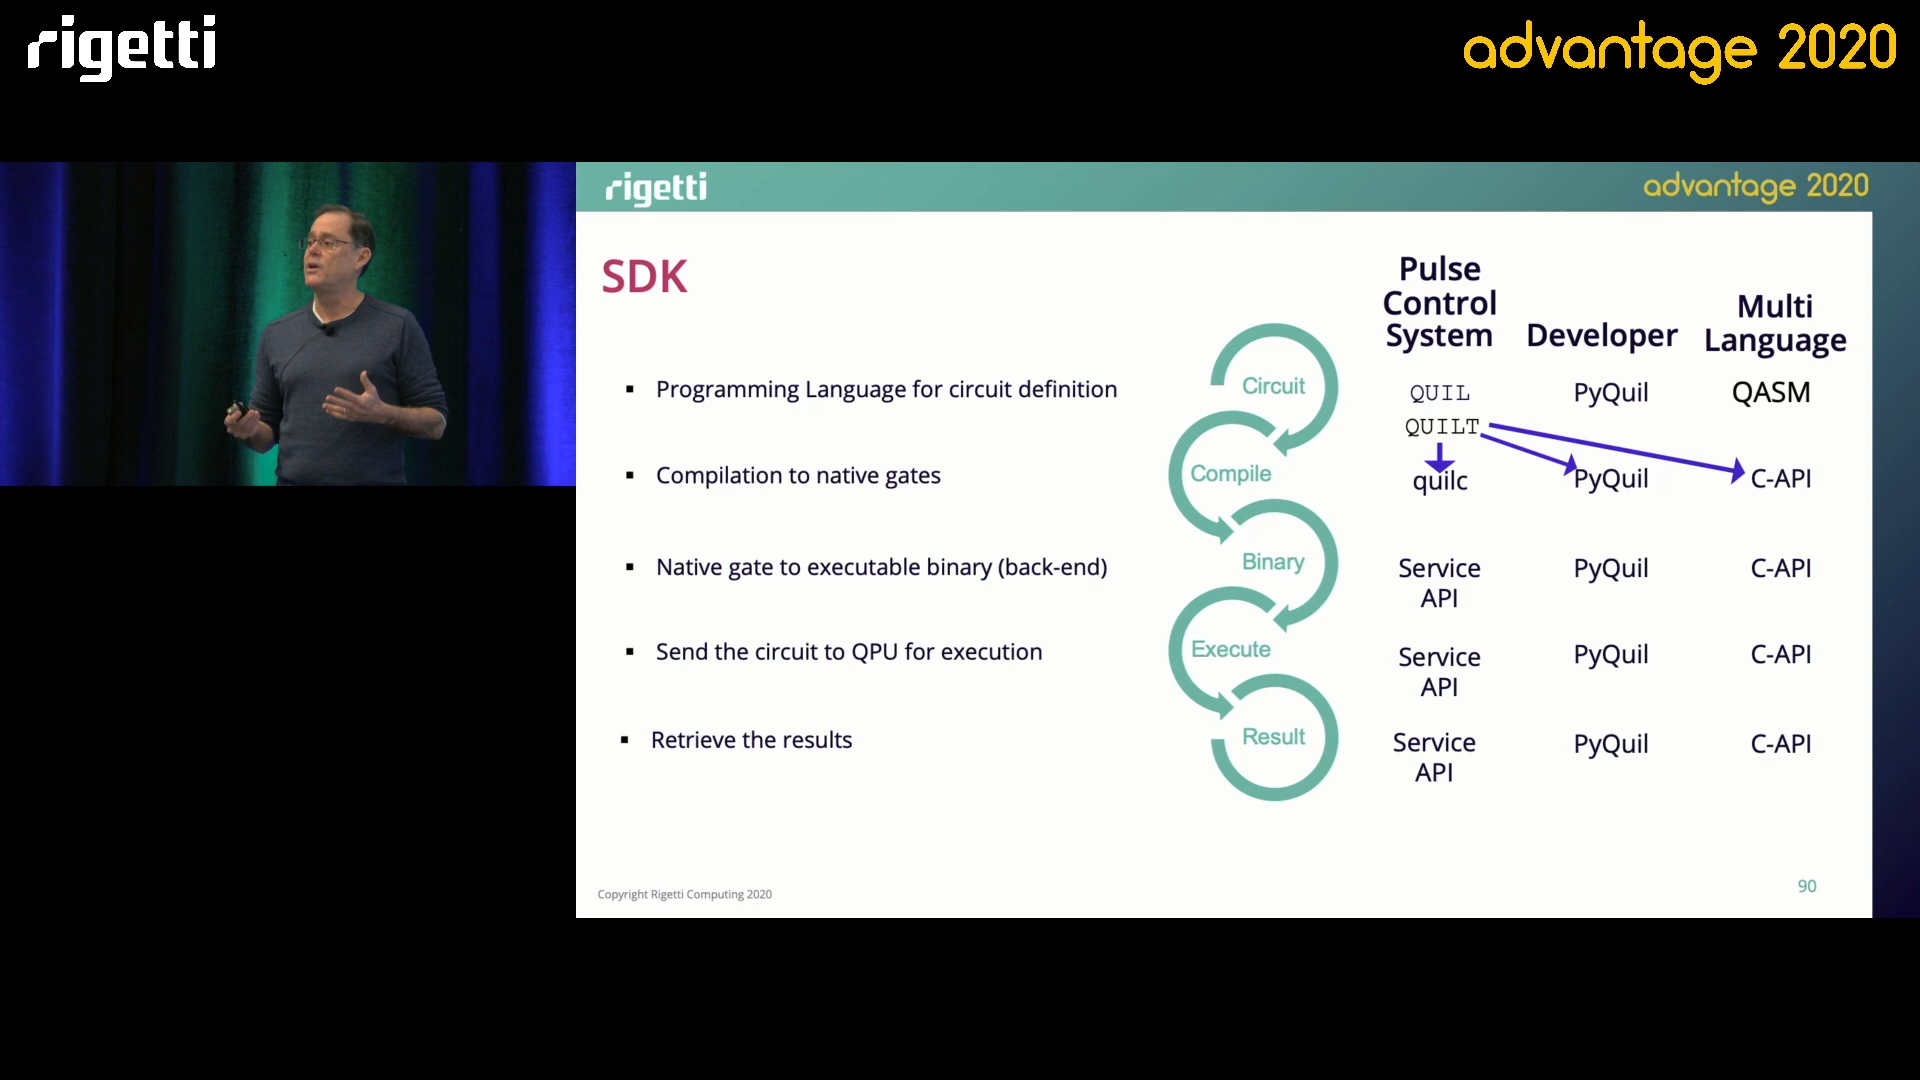 rigetti
advantage 2020
rigetti
advantage 2020
SDK
Pulse
Control
System
Developer
Multi
Language
▪ Programming Language for circuit definition
Circuit
QUIL
PyQuil
QASM
QUILT
▪ Compilation to native gates
Compile
quilc
PyQuil
C-API
▪ Native gate to executable binary (back-end)
Binary
Service
API
PyQuil
C-API
▪ Send the circuit to QPU for execution
Execute
Service
API
PyQuil
C-API
▪ Retrieve the results
Result
Service
API
PyQuil
C-API
Copyright Rigetti Computing 2020
90